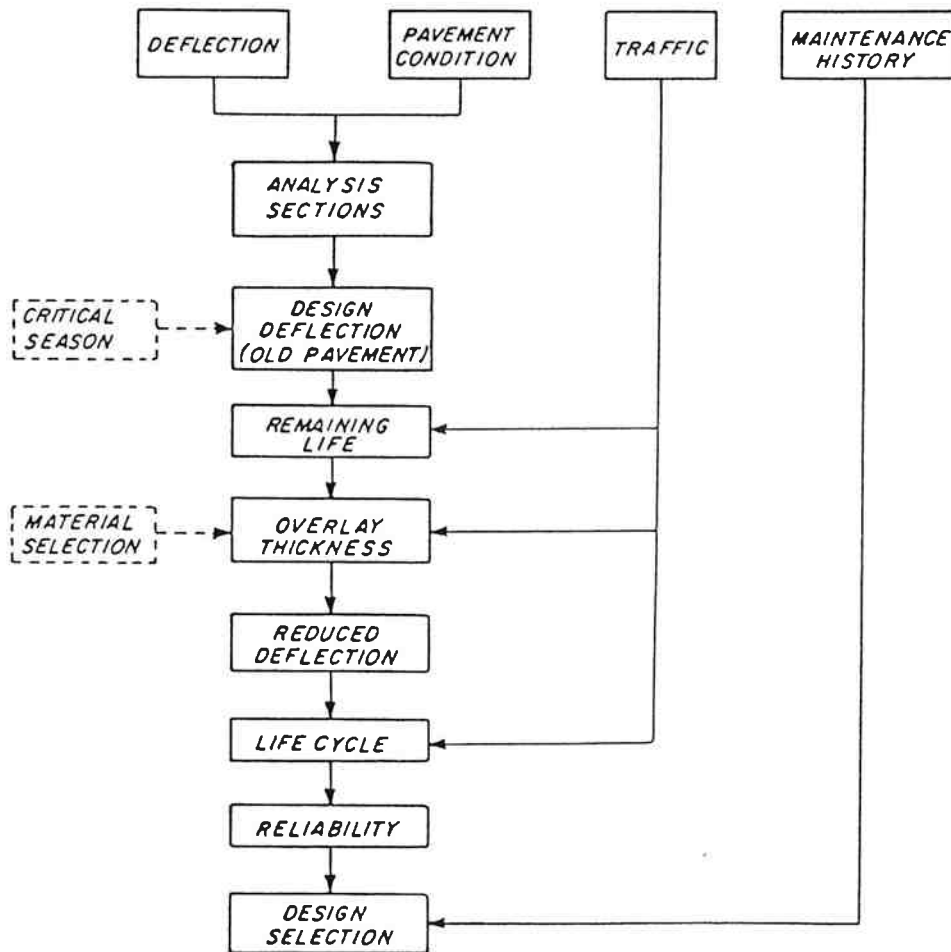 DEFLECTION
PAVEMENT
CONDITION
TRAFFIC
MAINTENANCE
HISTORY
ANALYSIS
SECTIONS
CRITICAL
SEASON
DESIGN
DEFLECTION
(OLD PAVEMENT)
REMAINING
LIFE
MATERIAL
SELECTION
OVERLAY
THICKNESS
REDUCED
DEFLECTION
LIFE CYCLE
RELIABILITY
DESIGN
SELECTION